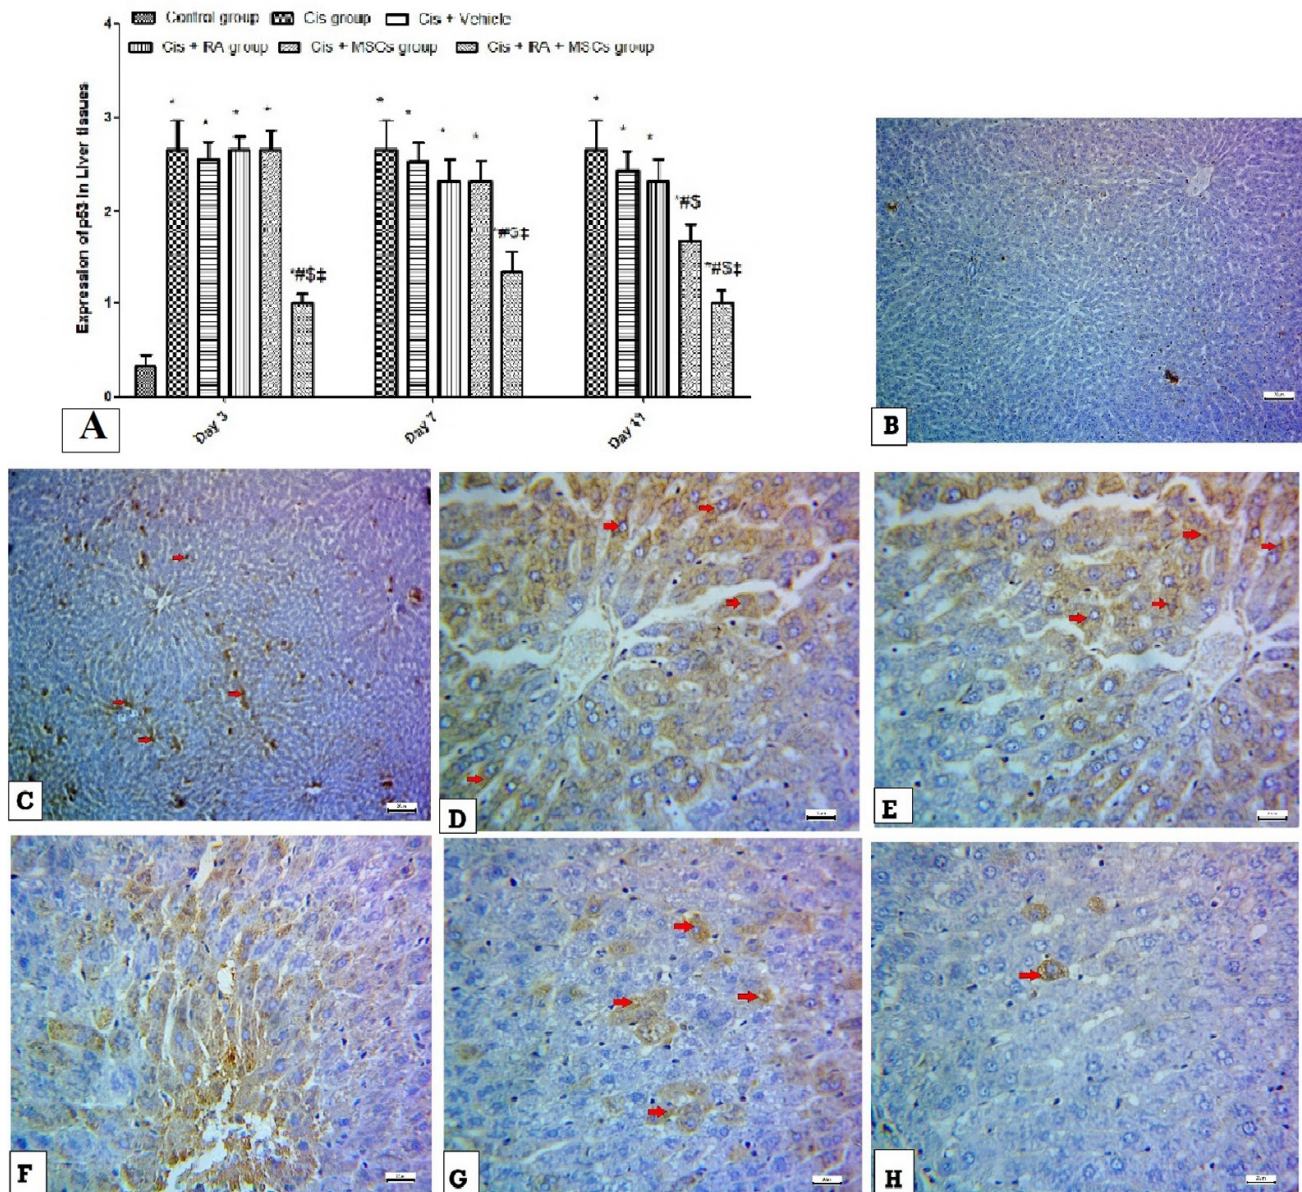 4
Control group Cis group Cis + Vehicle
Cis + RA group Cis + MSCs group Cis + RA + MSCs group
Expression of p53 in Liver tissues
3
2
1
0
* * * *
* * * *
* * *
*#$‡
*#$‡
*#$
*#$‡
Day 3
Day 7
Day 11
A
B
C
D
E
F
G
H